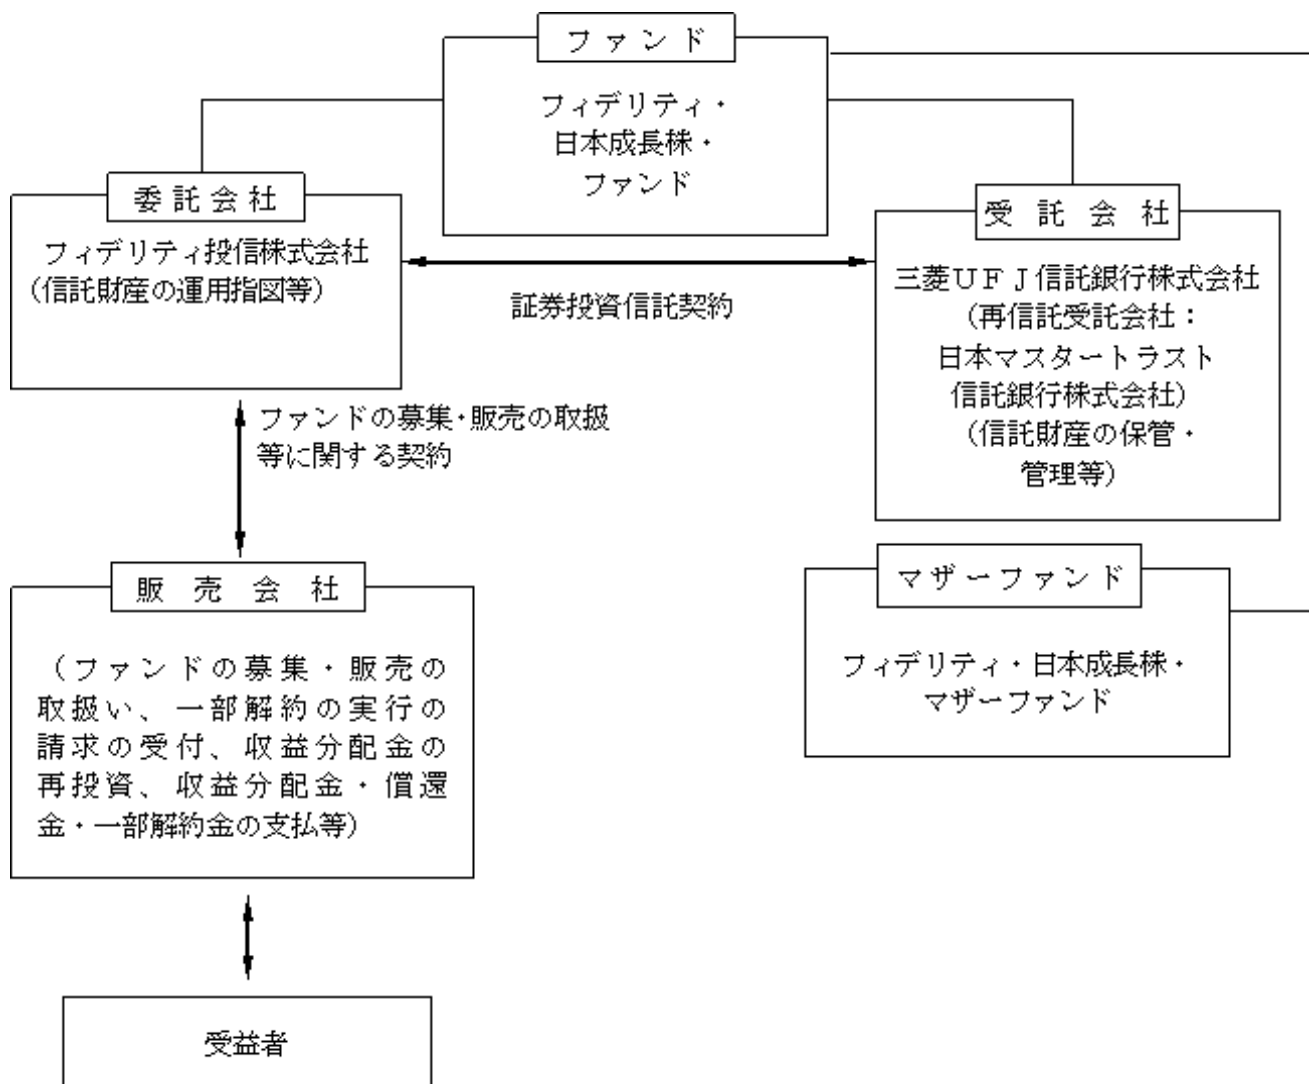 ファンド
フィデリティ・
日本成長株・
ファンド
委託会社
フィデリティ投信株式会社
(信託財産の運用指図等)
証券投資信託契約
受託会社
三菱UFJ信託銀行株式会社
(再信託受託会社:
日本マスタートラスト
信託銀行株式会社)
(信託財産の保管・
管理等)
ファンドの募集・販売の取扱
等に関する契約
販売会社
(ファンドの募集・販売の
取扱い、一部解約の実行の
請求の受付、収益分配金の
再投資、収益分配金・償還
金・一部解約金の支払等)
マザーファンド
フィデリティ・日本成長株・
マザーファンド
受益者